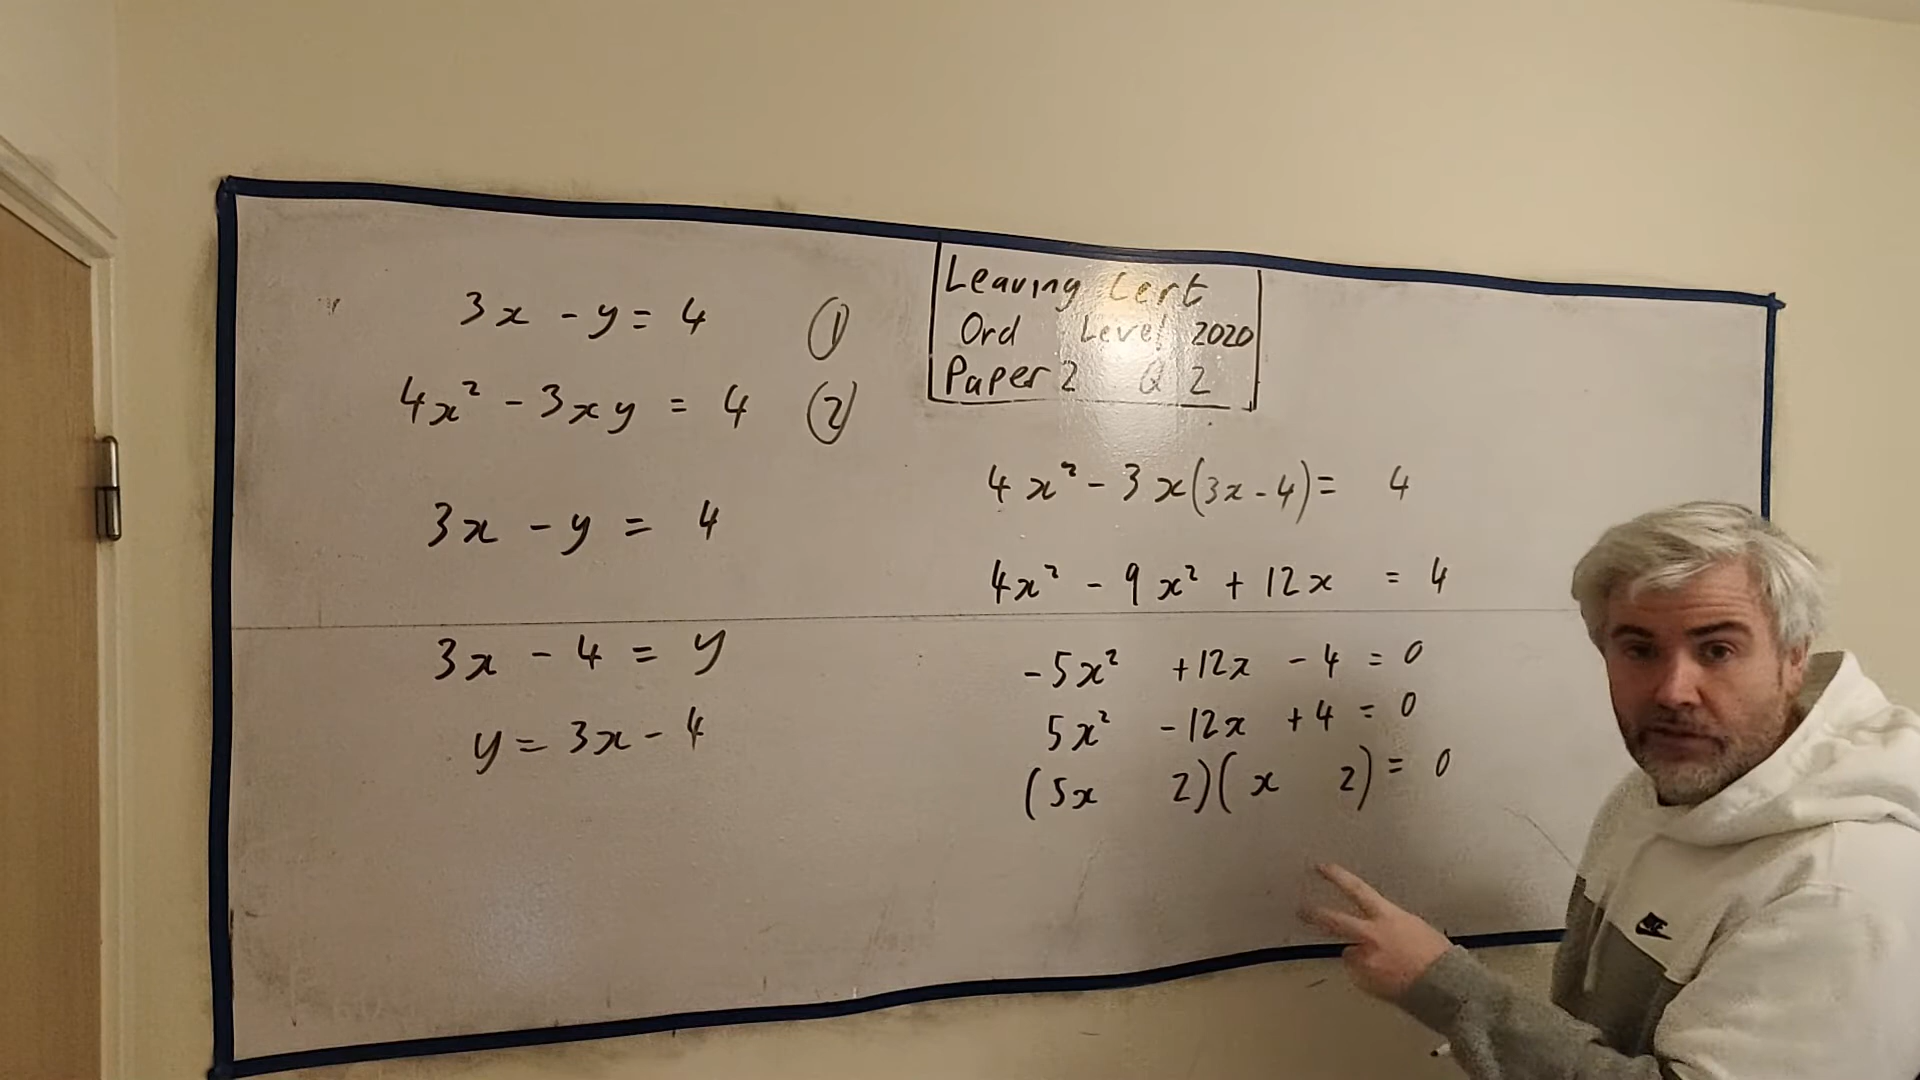 3x - y = 4 ①
4x² - 3xy = 4 ②
3x - y = 4
3x - 4 = y
y = 3x - 4
Leaving Cert
Ord Level 2020
Paper 2 Q 2
4x² - 3x(3x - 4) = 4
4x² - 9x² + 12x = 4
-5x² +12x - 4 = 0
5x² -12x + 4 = 0
(5x 2)(x 2) = 0